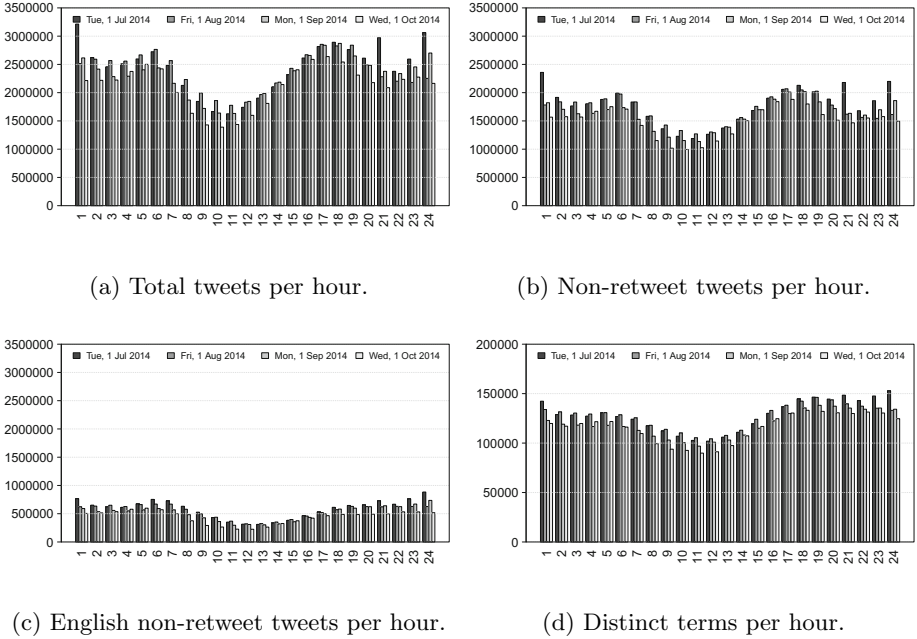 3500000
3000000
2500000
2000000
1500000
1000000
500000
0
Tue, 1 Jul 2014 Fri, 1 Aug 2014 Mon, 1 Sep 2014 Wed, 1 Oct 2014
1 2 3 4 5 6 7 8 9 10 11 12 13 14 15 16 17 18 19 20 21 22 23 24
(a) Total tweets per hour.
3500000
3000000
2500000
2000000
1500000
1000000
500000
0
Tue, 1 Jul 2014 Fri, 1 Aug 2014 Mon, 1 Sep 2014 Wed, 1 Oct 2014
1 2 3 4 5 6 7 8 9 10 11 12 13 14 15 16 17 18 19 20 21 22 23 24
(b) Non-retweet tweets per hour.
3500000
3000000
2500000
2000000
1500000
1000000
500000
0
Tue, 1 Jul 2014 Fri, 1 Aug 2014 Mon, 1 Sep 2014 Wed, 1 Oct 2014
1 2 3 4 5 6 7 8 9 10 11 12 13 14 15 16 17 18 19 20 21 22 23 24
(c) English non-retweet tweets per hour.
200000
150000
100000
50000
0
Tue, 1 Jul 2014 Fri, 1 Aug 2014 Mon, 1 Sep 2014 Wed, 1 Oct 2014
1 2 3 4 5 6 7 8 9 10 11 12 13 14 15 16 17 18 19 20 21 22 23 24
(d) Distinct terms per hour.